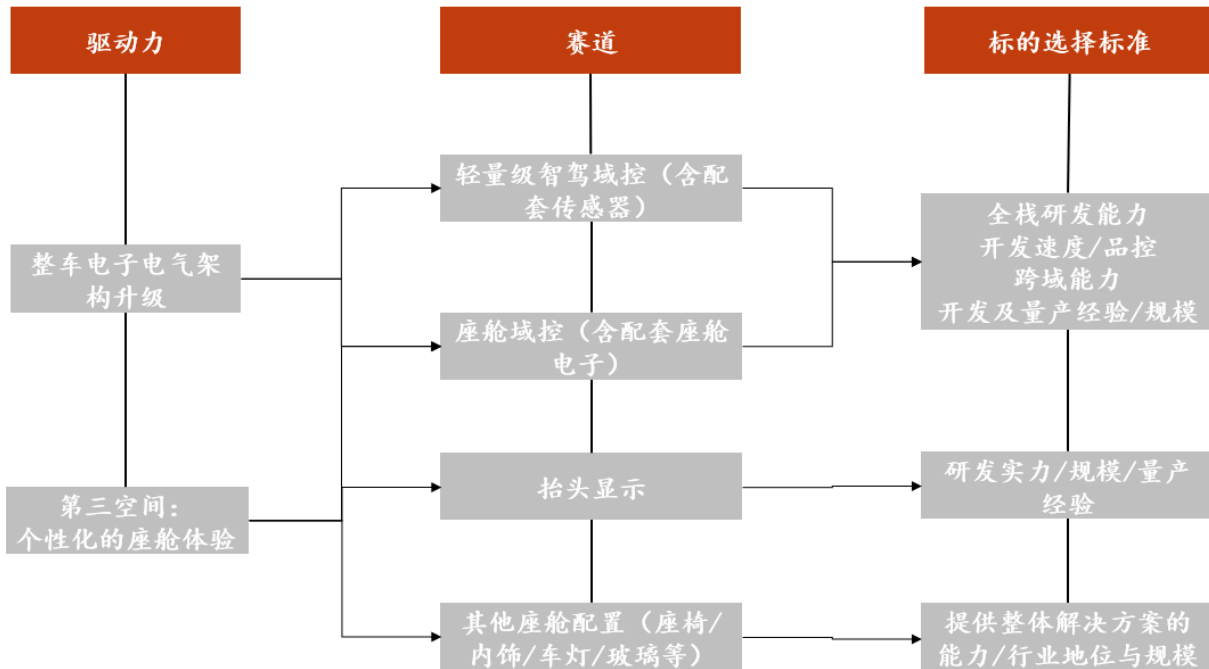 驱动力
赛道
标的选择标准
轻量级智驾域控（含配
套传感器）
全栈研发能力
开发速度/品控
跨域能力
开发及量产经验/规模
整车电子电气架
构升级
座舱域控（含配套座舱
电子）
抬头显示
研发实力/规模/量产
经验
第三空间：
个性化的座舱体验
其他座舱配置（座椅/
内饰/车灯/玻璃等）
提供整体解决方案的
能力/行业地位与规模